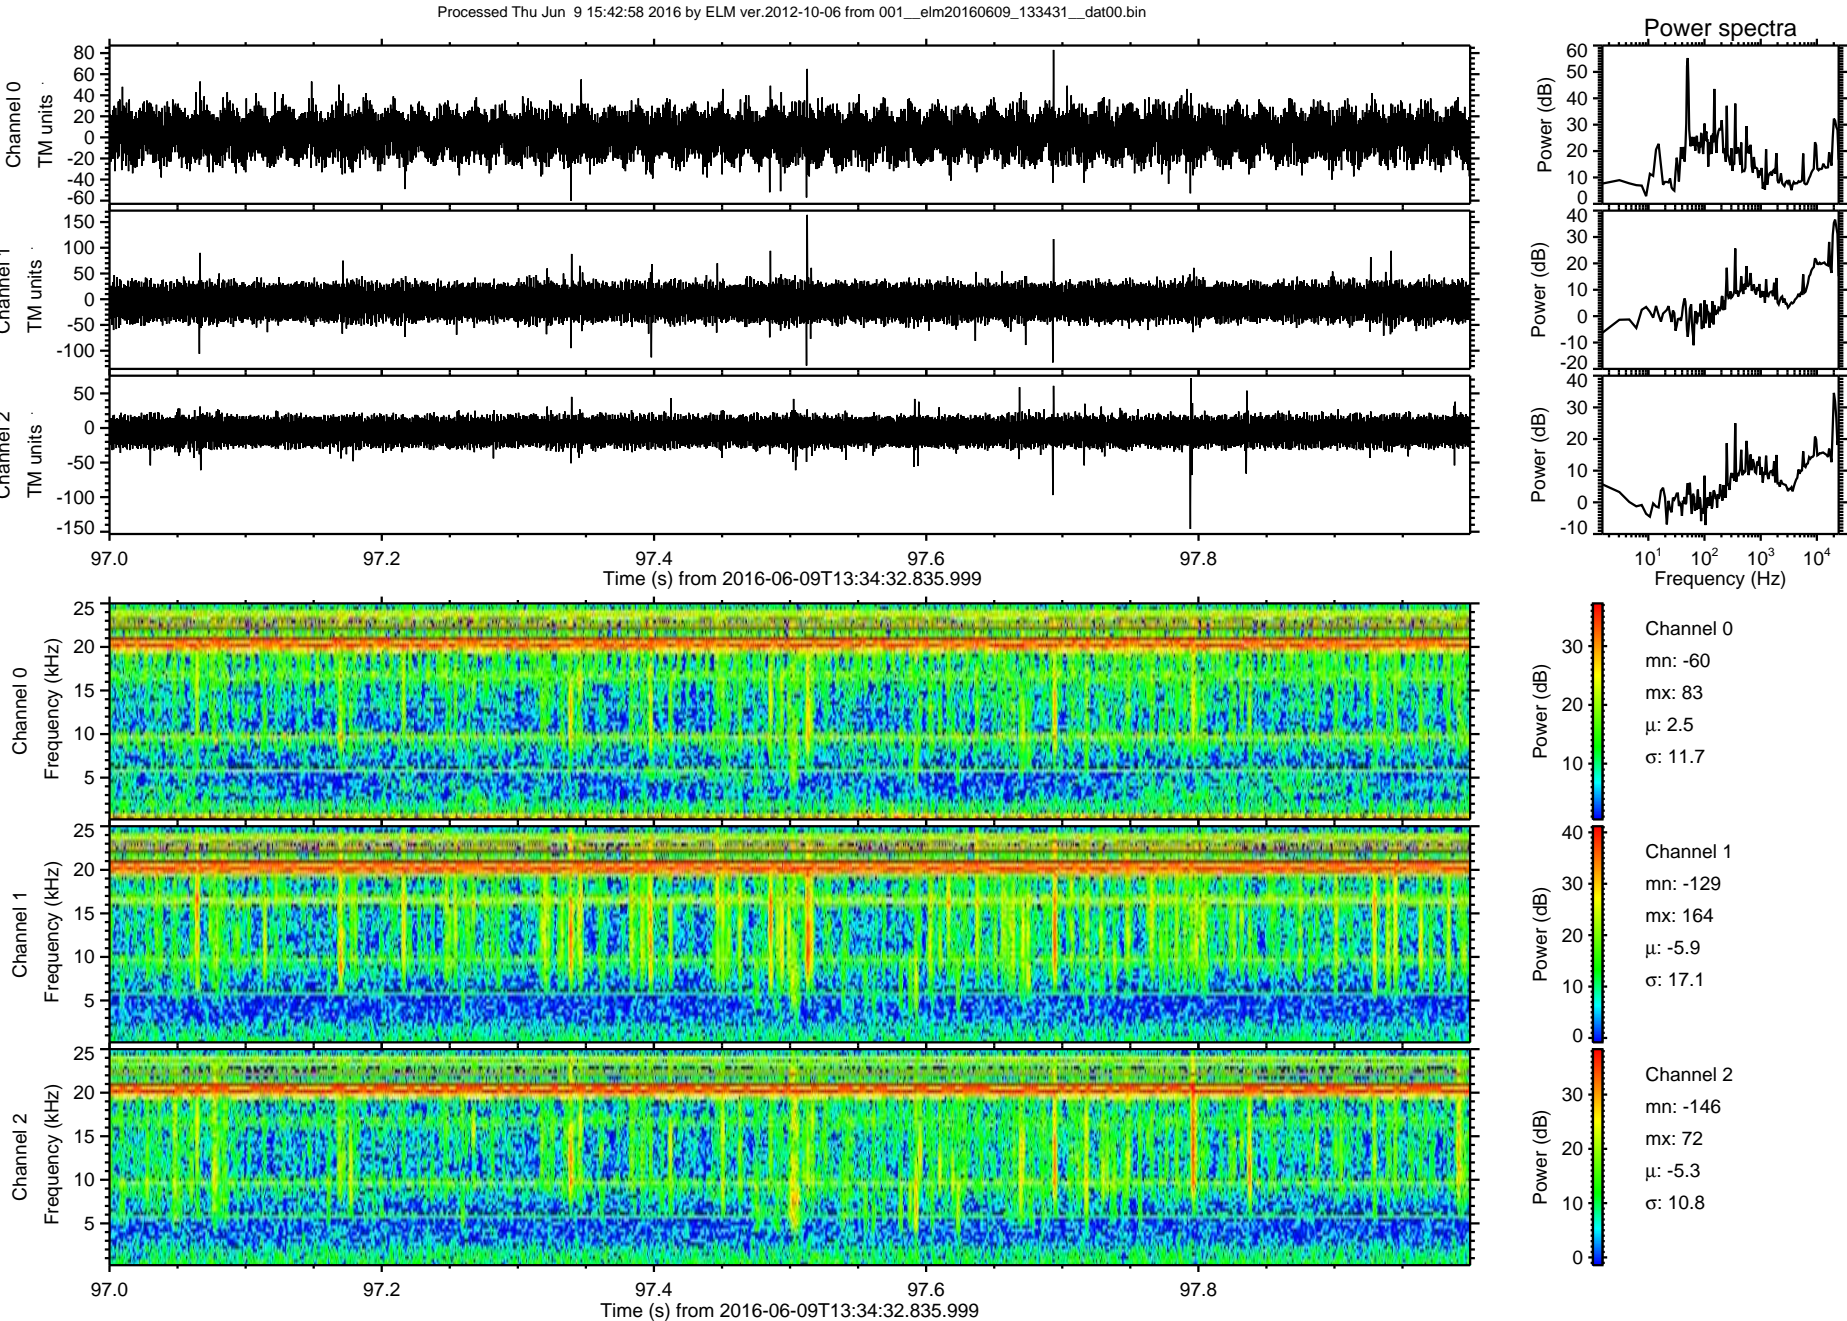 Processed Thu Jun 9 15:42:58 2016 by ELM ver.2012-10-06 from 001__elm20160609_133431__dat00.bin
Power spectra
Channel 0
TM units
80
60
40
20
0
-20
-40
-60
Power (dB)
60
50
40
30
20
10
0
Channel 1
TM units
150
100
50
0
-50
-100
Power (dB)
40
30
20
10
0
-10
-20
Channel 2
TM units
50
0
-50
-100
-150
Power (dB)
40
30
20
10
0
-10
97.0 97.2 97.4 97.6 97.8
Time (s) from 2016-06-09T13:34:32.835.999
10¹ 10² 10³ 10⁴
Frequency (Hz)
Channel 0
Frequency (kHz)
25
20
15
10
5
Power (dB)
30
20
10
Channel 0
mn: -60
mx: 83
μ: 2.5
σ: 11.7
Channel 1
Frequency (kHz)
25
20
15
10
5
Power (dB)
40
30
20
10
0
Channel 1
mn: -129
mx: 164
μ: -5.9
σ: 17.1
Channel 2
Frequency (kHz)
25
20
15
10
5
Power (dB)
30
20
10
0
Channel 2
mn: -146
mx: 72
μ: -5.3
σ: 10.8
97.0 97.2 97.4 97.6 97.8
Time (s) from 2016-06-09T13:34:32.835.999